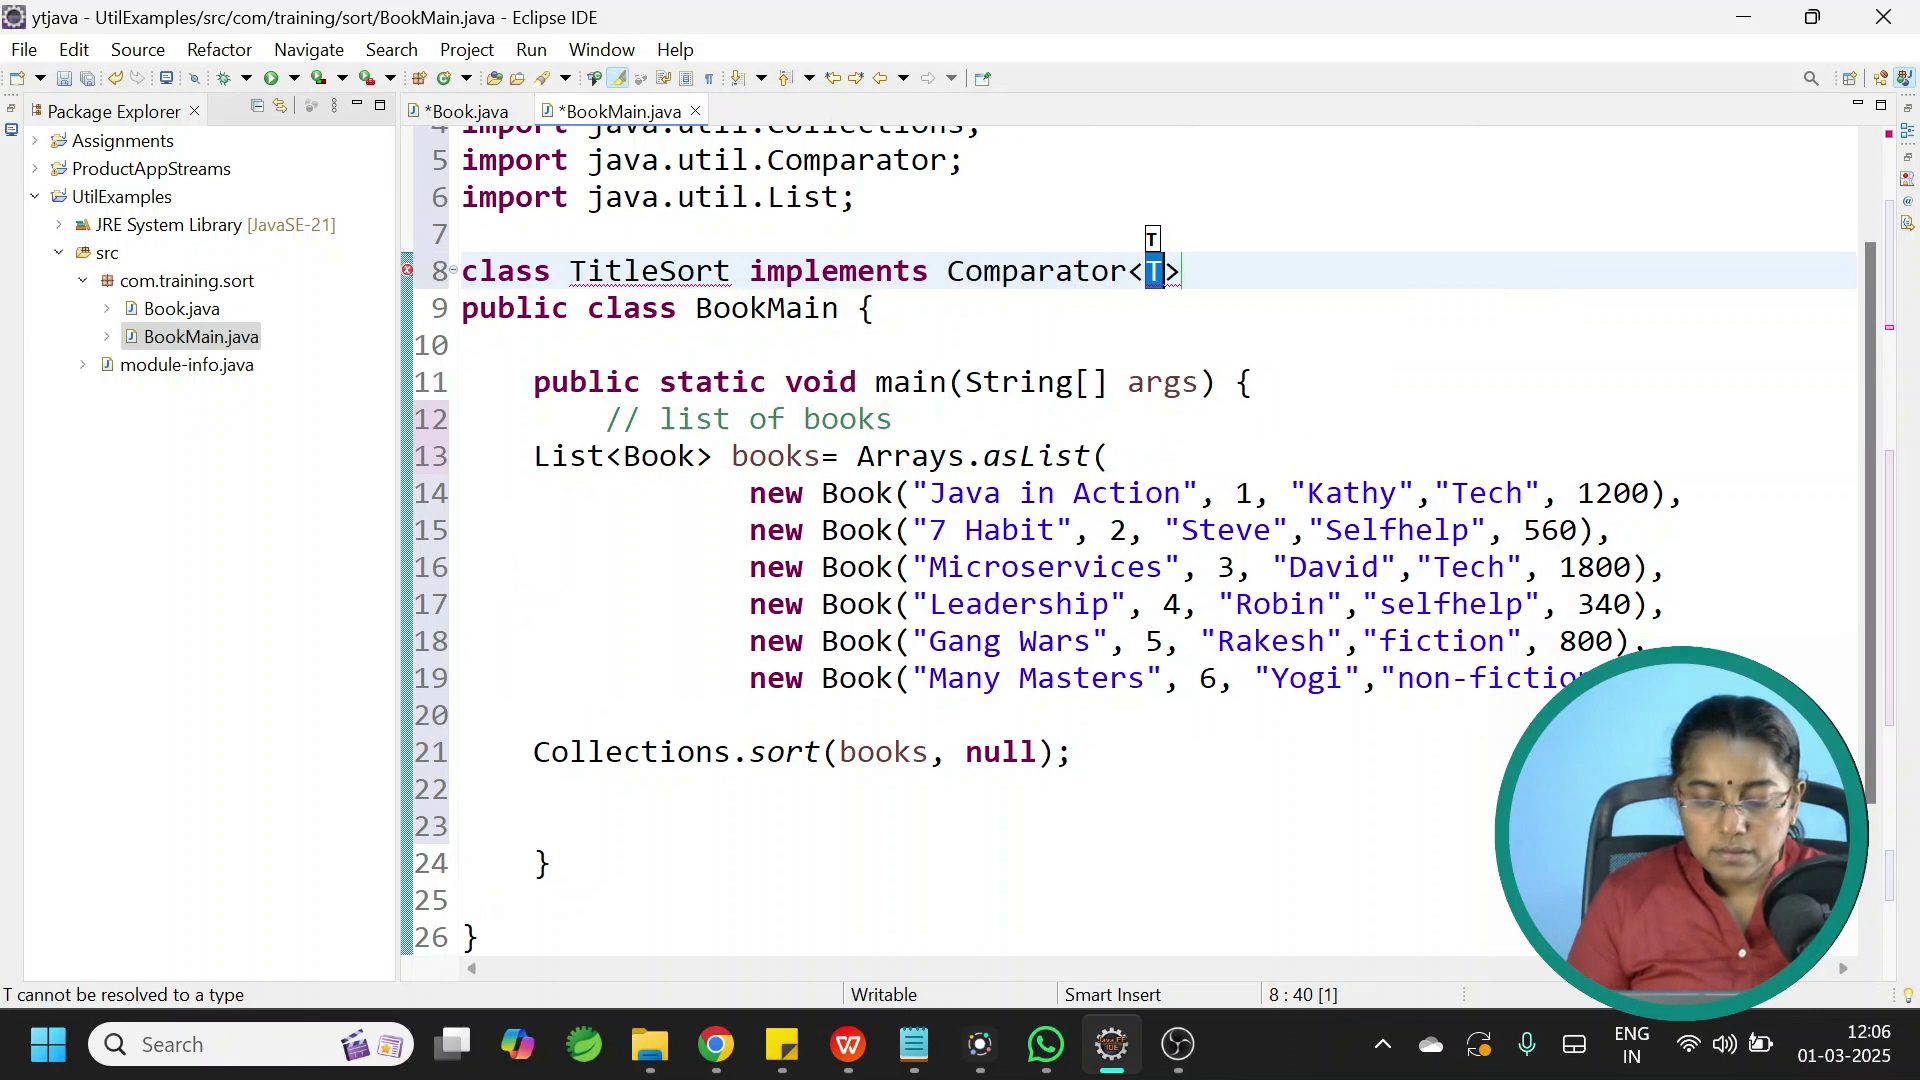 ytjava - UtilExamples/src/com/training/sort/BookMain.java - Eclipse IDE
File Edit Source Refactor Navigate Search Project Run Window Help
Package Explorer
*Book.java
*BookMain.java
Assignments
ProductAppStreams
UtilExamples
JRE System Library [JavaSE-21]
src
com.training.sort
Book.java
BookMain.java
module-info.java
4 import java.util.Collections;
5 import java.util.Comparator;
6 import java.util.List;
7
T
8 class TitleSort implements Comparator<T>
9 public class BookMain {
10
11 public static void main(String[] args) {
12 // list of books
13 List<Book> books= Arrays.asList(
14 new Book("Java in Action", 1, "Kathy","Tech", 1200),
15 new Book("7 Habit", 2, "Steve","Selfhelp", 560),
16 new Book("Microservices", 3, "David","Tech", 1800),
17 new Book("Leadership", 4, "Robin","selfhelp", 340),
18 new Book("Gang Wars", 5, "Rakesh","fiction", 800),
19 new Book("Many Masters", 6, "Yogi","non-fiction
20
21 Collections.sort(books, null);
22
23
24 }
25
26 }
T cannot be resolved to a type
Writable
Smart Insert
8 : 40 [1]
Search
ENG
IN
12:06
01-03-2025